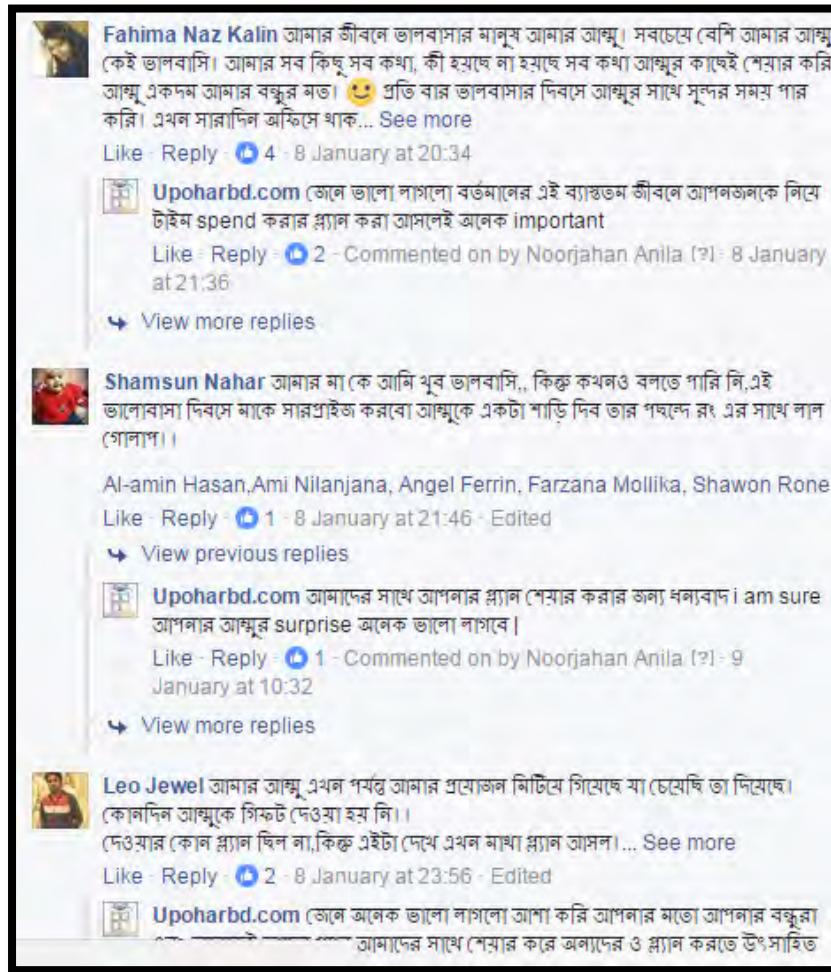 Fahima Naz Kalin আমার জীবনে ভালবাসার মানুষ আমার আম্মু। সবচেয়ে বেশি আমার আম্মু
কেই ভালবাসি। আমার সব কিছু সব কথা, কী হয়ছে না হয়ছে সব কথা আম্মুর কাছেই শেয়ার করি
আম্মু একদম আমার বন্ধুর মত। 🙂 প্রতি বার ভালবাসার দিবসে আম্মুর সাথে সুন্দর সময় পার
করি। এখন সারাদিন অফিসে থাক... See more
Like · Reply · 4 · 8 January at 20:34
Upoharbd.com জেনে ভালো লাগলো বর্তমানের এই ব্যাস্ততম জীবনে আপনজনকে নিয়ে
টাইম spend করার প্ল্যান করা আসলেই অনেক important
Like · Reply · 2 · Commented on by Noorjahan Anila [?] · 8 January
at 21:36
View more replies
Shamsun Nahar আমার মা কে আমি খুব ভালবাসি,, কিন্তু কখনও বলতে পারি নি,এই
ভালোবাসা দিবসে মাকে সারপ্রাইজ করবো আম্মুকে একটা শাড়ি দিব তার পছন্দে রং এর সাথে লাল
গোলাপ।।
Al-amin Hasan,Ami Nilanjana, Angel Ferrin, Farzana Mollika, Shawon Rone
Like · Reply · 1 · 8 January at 21:46 · Edited
View previous replies
Upoharbd.com আমাদের সাথে আপনার প্ল্যান শেয়ার করার জন্য ধন্যবাদ i am sure
আপনার আম্মুর surprise অনেক ভালো লাগবে |
Like · Reply · 1 · Commented on by Noorjahan Anila [?] · 9
January at 10:32
View more replies
Leo Jewel আমার আম্মু এখন পর্যন্ত আমার প্রয়োজন মিটিয়ে গিয়েছে যা চেয়েছি তা দিয়েছে।
কোনদিন আম্মুকে গিফট দেওয়া হয় নি।।
দেওয়ার কোন প্ল্যান ছিল না,কিন্তু এইটা দেখে এখন মাথা প্ল্যান আসল।... See more
Like · Reply · 2 · 8 January at 23:56 · Edited
Upoharbd.com জেনে অনেক ভালো লাগলো আশা করি আপনার মতো আপনার বন্ধুরা
আমাদের সাথে শেয়ার করে অন্যদের ও প্ল্যান করতে উৎসাহিত